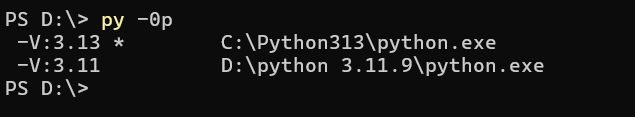 PS D:\> py -0p
 -V:3.13 *        C:\Python313\python.exe
 -V:3.11          D:\python 3.11.9\python.exe
PS D:\>